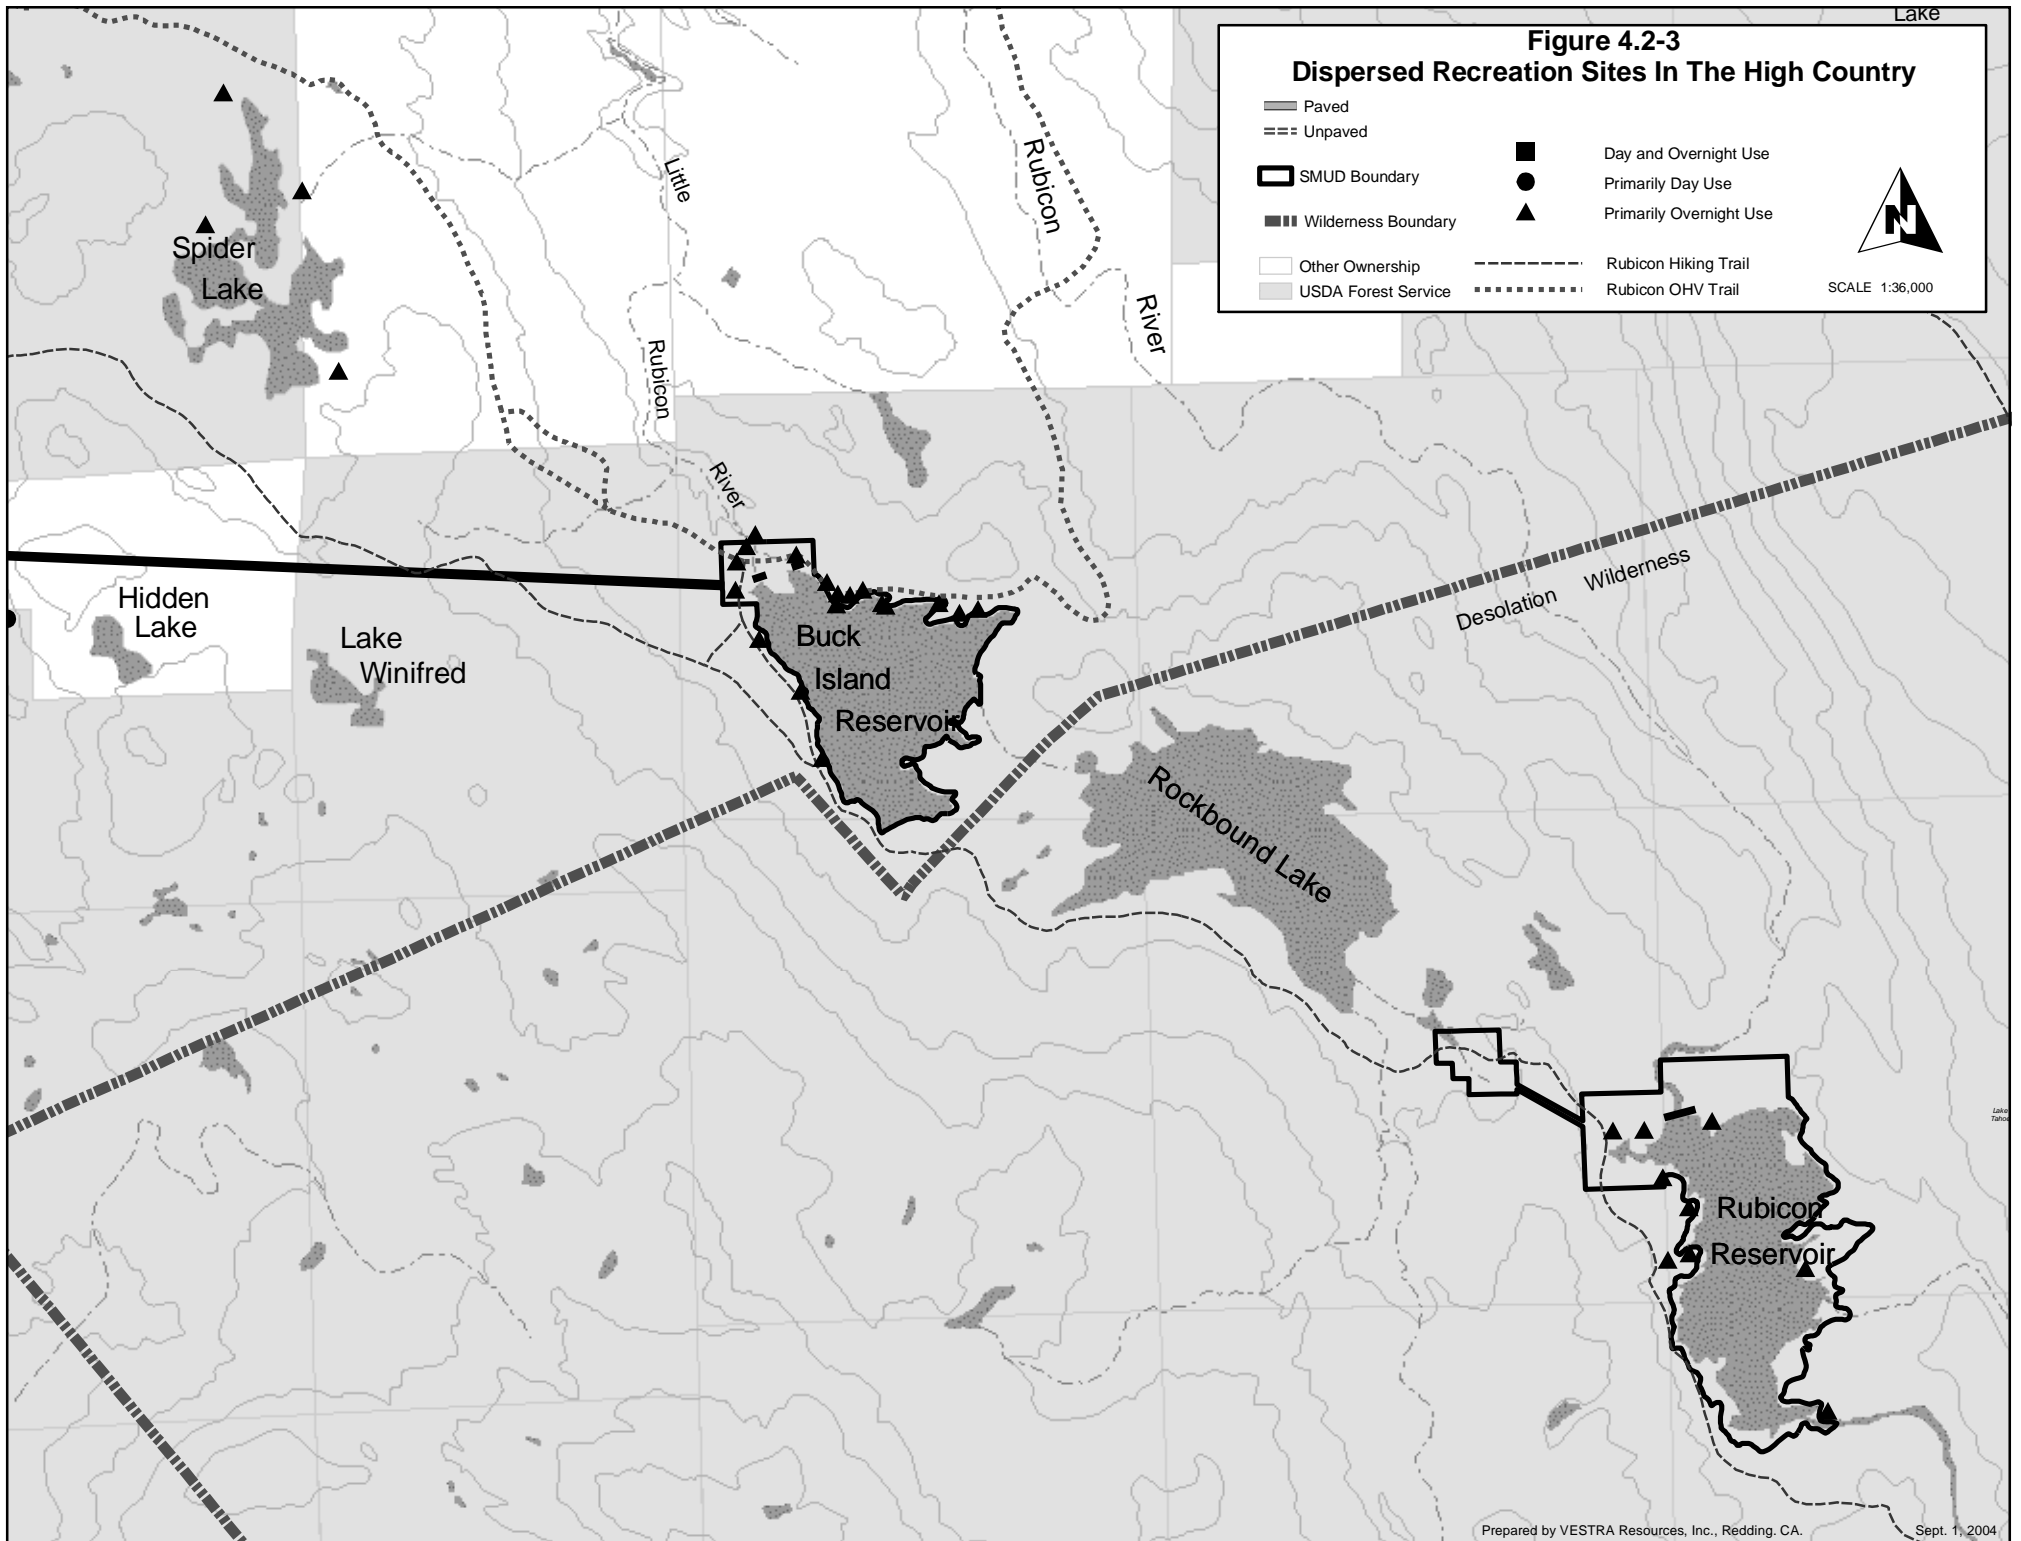 Lake
Figure 4.2-3
Dispersed Recreation Sites In The High Country
Paved
Unpaved
SMUD Boundary
Wilderness Boundary
Other Ownership
USDA Forest Service
Day and Overnight Use
Primarily Day Use
Primarily Overnight Use
Rubicon Hiking Trail
Rubicon OHV Trail
N
SCALE 1:36,000
Little
Rubicon
River
Rubicon
River
Spider
Lake
Hidden
Lake
Lake
Winifred
Buck
Island
Reservoir
Desolation Wilderness
Rockbound Lake
Rubicon
Reservoir
Lake
Prepared by VESTRA Resources, Inc., Redding. CA.
Sept. 1, 2004